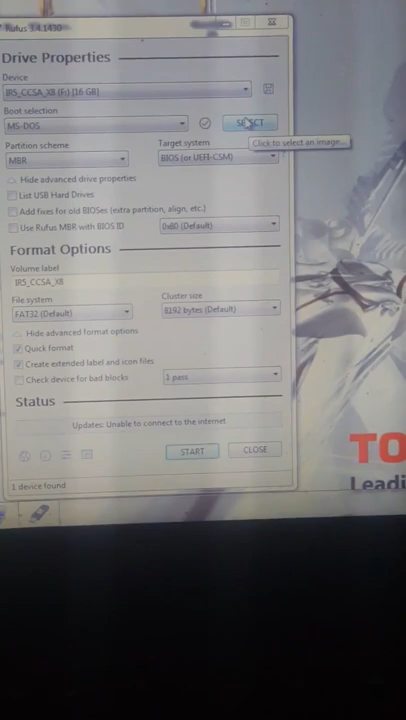 Rufus 3.4.1430
Drive Properties
Device
IR5_CCSA_X8 (F:) [16 GB]
Boot selection
MS-DOS
SELECT
Click to select an image...
Partition scheme
Target system
MBR
BIOS (or UEFI-CSM)
Hide advanced drive properties
List USB Hard Drives
Add fixes for old BIOSes (extra partition, align, etc.)
Use Rufus MBR with BIOS ID
0x80 (Default)
Format Options
Volume label
IR5_CCSA_X8
File system
Cluster size
FAT32 (Default)
8192 bytes (Default)
Hide advanced format options
Quick format
Create extended label and icon files
Check device for bad blocks
1 pass
Status
Updates: Unable to connect to the internet
START
CLOSE
1 device found
TO
Leadi